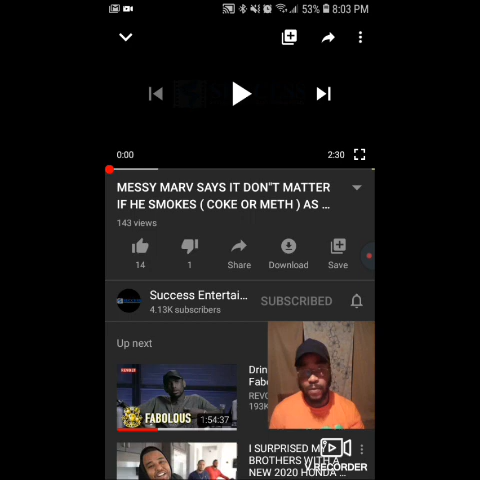 53% 8:03 PM
0:00
2:30
MESSY MARV SAYS IT DON"T MATTER
IF HE SMOKES ( COKE OR METH ) AS ...
143 views
14
1
Share
Download
Save
Success Entertai...
4.13K subscribers
SUBSCRIBED
Up next
REVOLT
FABOLOUS
1:54:37
Drin
Fabo
REVO
193K
I SURPRISED MY
BROTHERS WITH A
NEW 2020 HONDA ...
V RECORDER